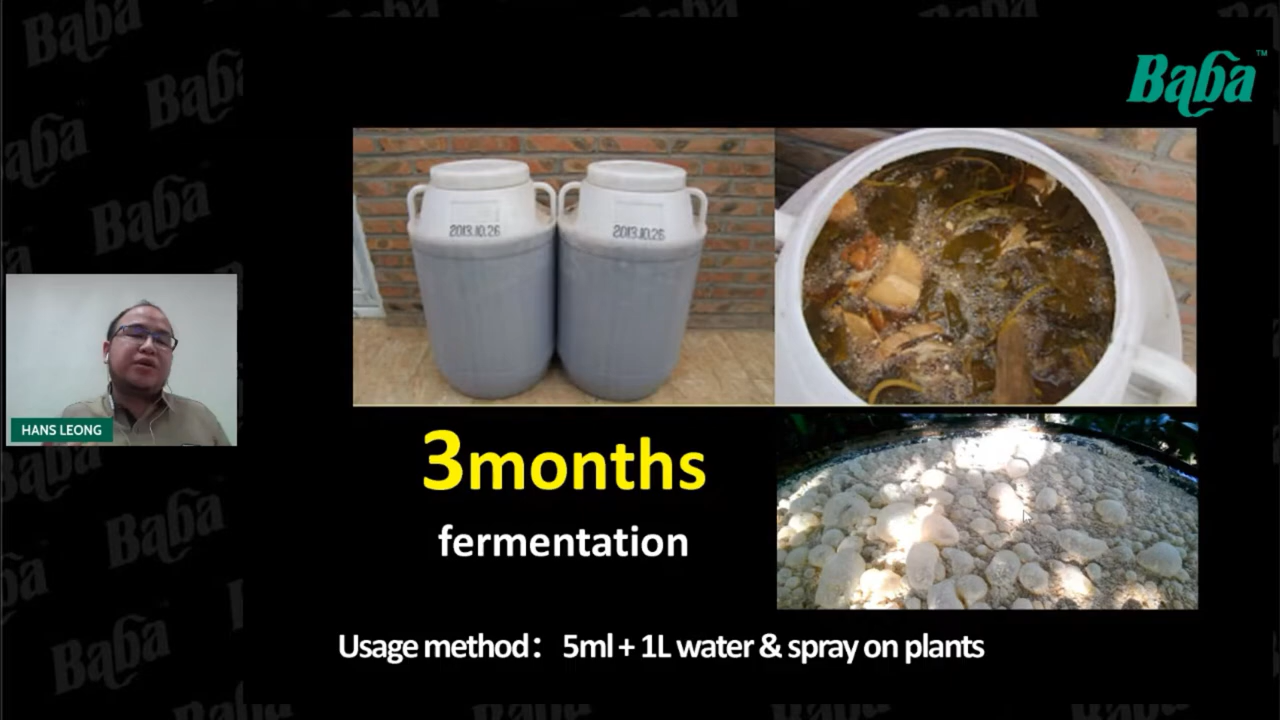 Baba™
2013.10.26
2013.10.26
HANS LEONG
3months
fermentation
Usage method： 5ml + 1L water & spray on plants